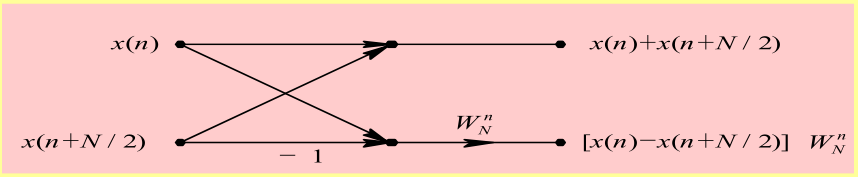 x(n) x(n)+x(n+N / 2)
W_N^n
x(n+N / 2) [x(n)−x(n+N / 2)] W_N^n
− 1